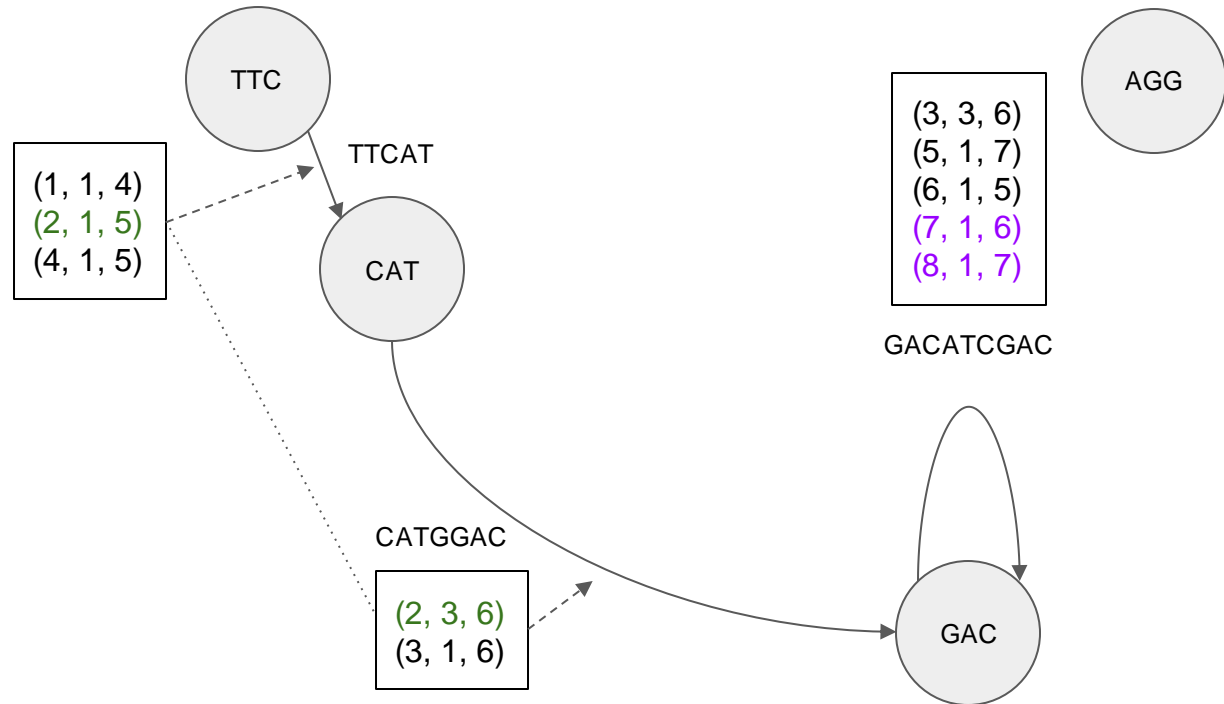 TTC
AGG
(3, 3, 6)
(5, 1, 7)
(6, 1, 5)
(7, 1, 6)
(8, 1, 7)
TTCAT
(1, 1, 4)
(2, 1, 5)
(4, 1, 5)
CAT
GACATCGAC
CATGGAC
(2, 3, 6)
(3, 1, 6)
GAC